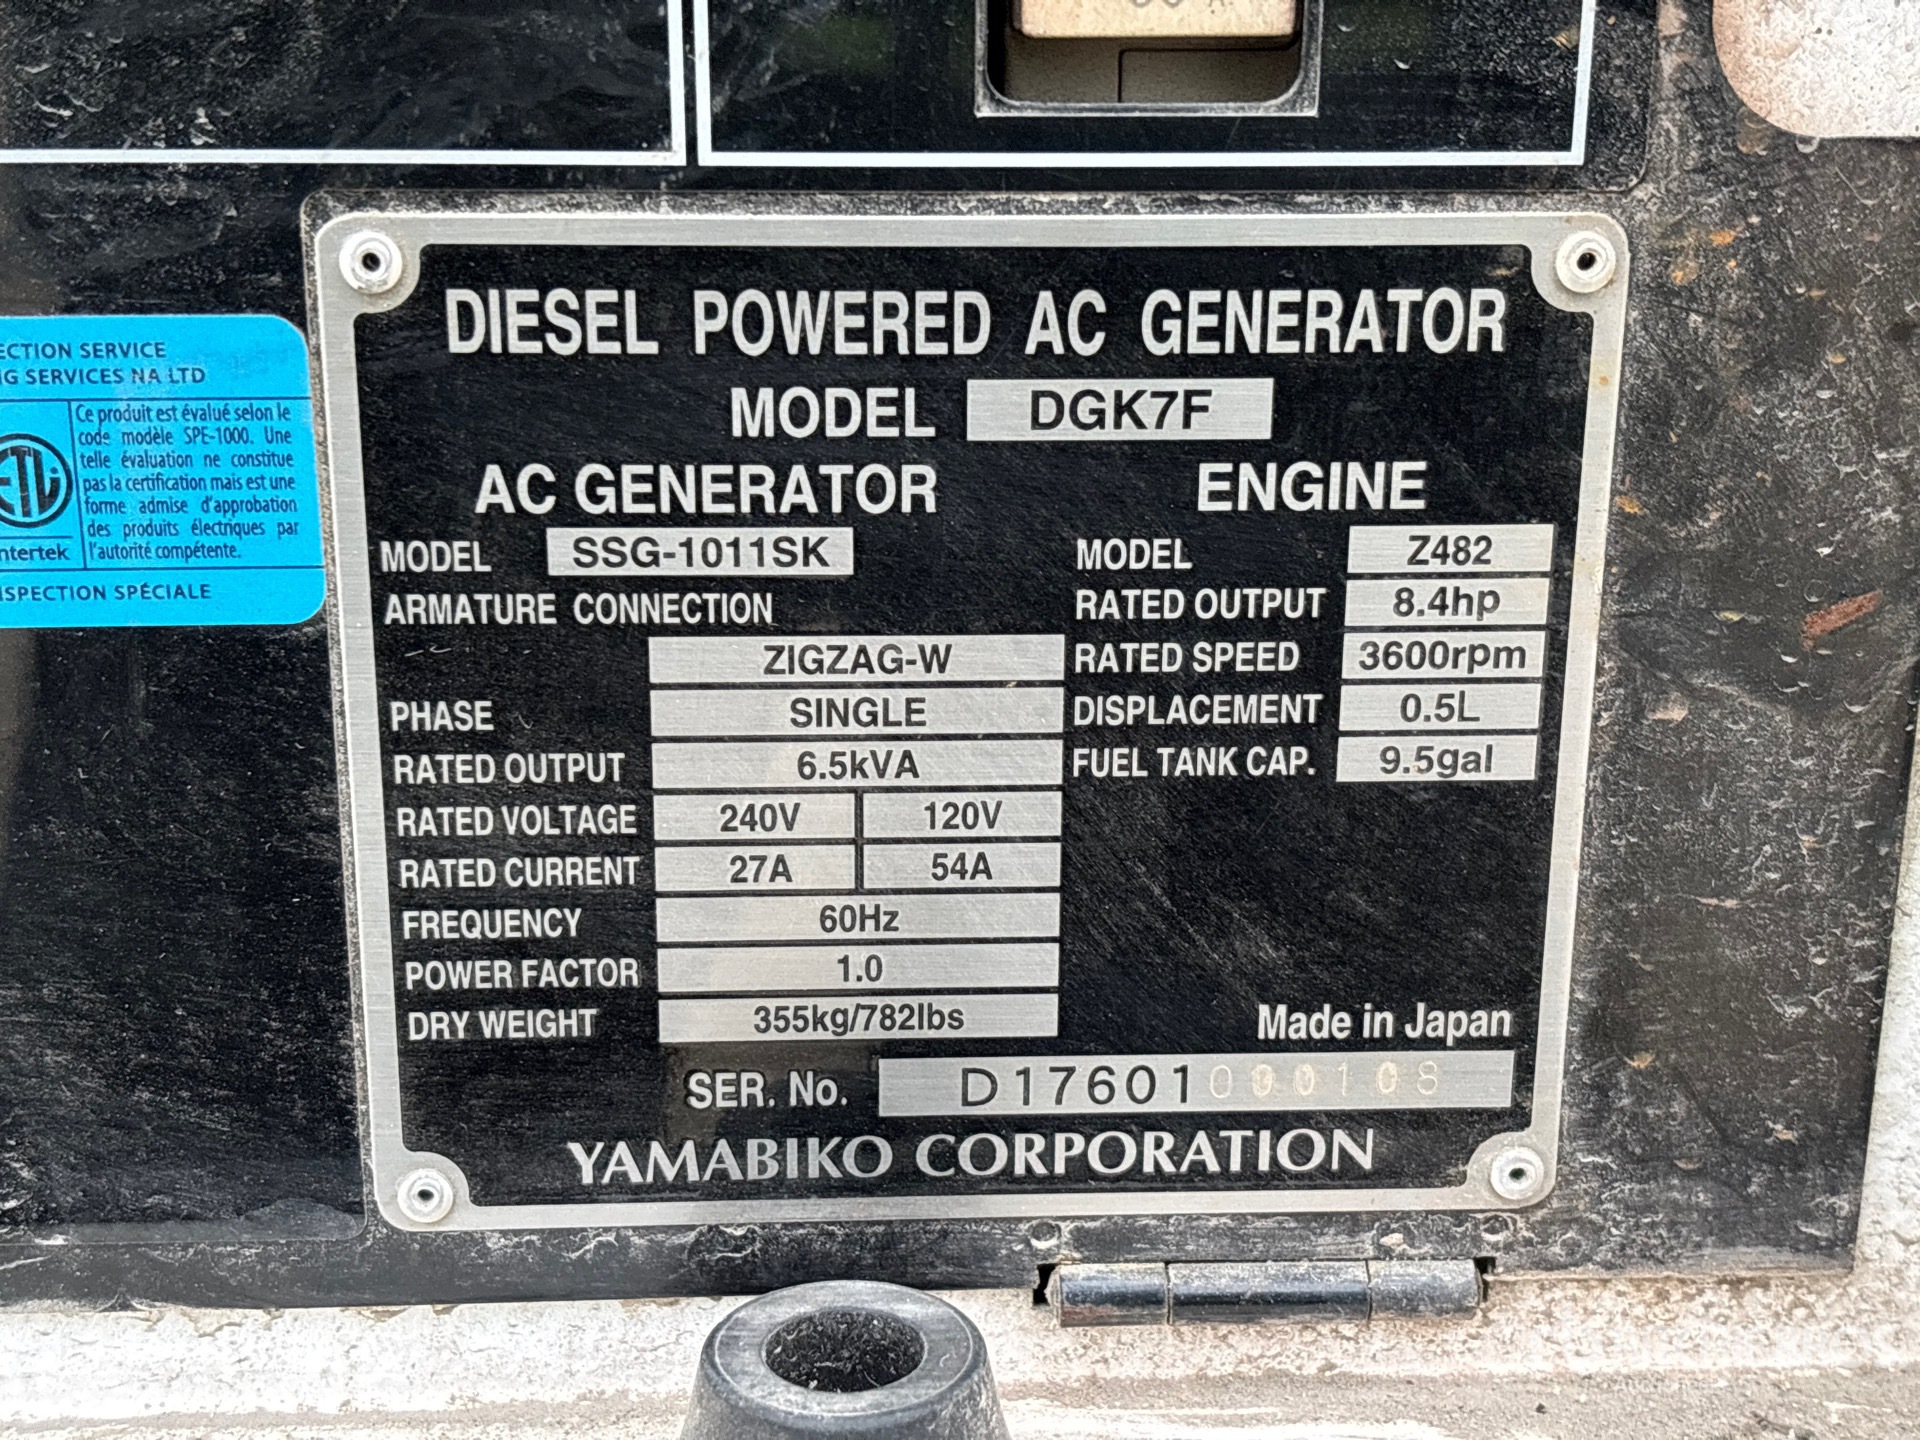 ECTION SERVICE
NG SERVICES NA LTD
Ce produit est évalué selon le
code modèle SPE-1000. Une
telle évaluation ne constitue
pas la certification mais est une
forme admise d'approbation
des produits électriques par
l'autorité compétente.
ETL
ntertek
SPECTION SPÉCIALE
DIESEL POWERED AC GENERATOR
MODEL DGK7F
AC GENERATOR
MODEL SSG-1011SK
ARMATURE CONNECTION
ZIGZAG-W
PHASE SINGLE
RATED OUTPUT 6.5kVA
RATED VOLTAGE 240V 120V
RATED CURRENT 27A 54A
FREQUENCY 60Hz
POWER FACTOR 1.0
DRY WEIGHT 355kg/782lbs
ENGINE
MODEL Z482
RATED OUTPUT 8.4hp
RATED SPEED 3600rpm
DISPLACEMENT 0.5L
FUEL TANK CAP. 9.5gal
Made in Japan
SER. No. D17601000108
YAMABIKO CORPORATION